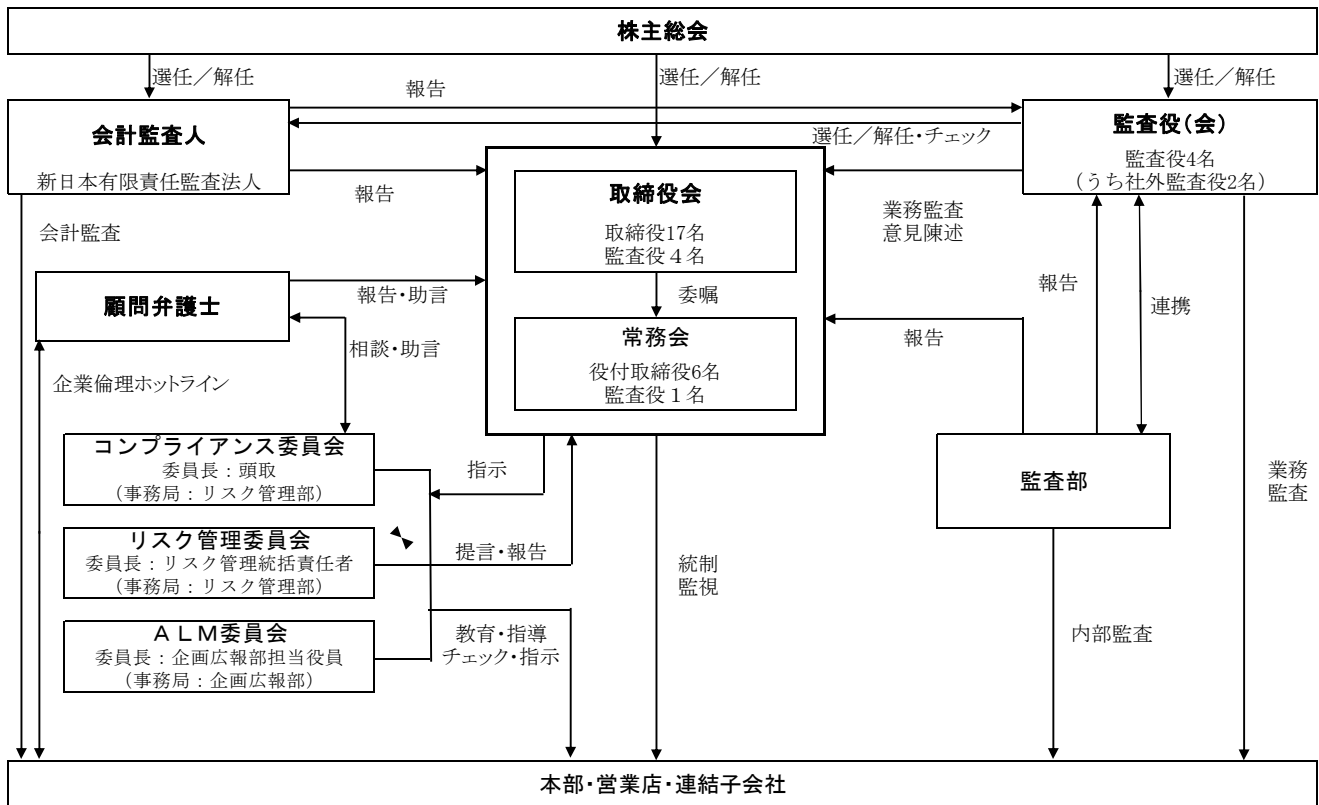 株主総会
選任／解任
選任／解任
選任／解任
報告
会計監査人
新日本有限責任監査法人
監査役（会）
監査役4名
（うち社外監査役2名）
選任／解任・チェック
報告
取締役会
取締役17名
監査役４名
業務監査
意見陳述
会計監査
委嘱
顧問弁護士
報告・助言
報告
連携
常務会
役付取締役6名
監査役１名
報告
相談・助言
企業倫理ホットライン
コンプライアンス委員会
委員長：頭取
（事務局：リスク管理部）
指示
監査部
業務
監査
リスク管理委員会
委員長：リスク管理統括責任者
（事務局：リスク管理部）
提言・報告
統制
監視
ＡＬＭ委員会
委員長：企画広報部担当役員
（事務局：企画広報部）
教育・指導
チェック・指示
内部監査
本部・営業店・連結子会社